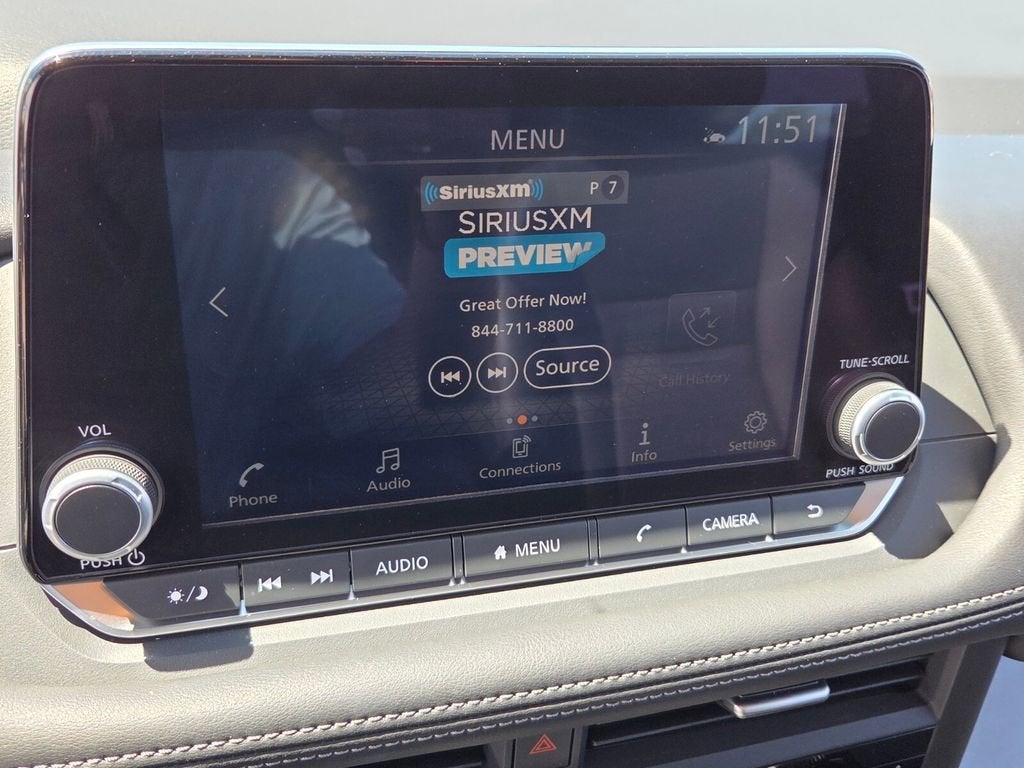 MENU
11:51
SiriusXM P 7
SIRIUSXM
PREVIEW
Great Offer Now!
844-711-8800
Source
Call History
Phone
Audio
Connections
Info
Settings
VOL
PUSH
TUNE·SCROLL
PUSH SOUND
AUDIO
MENU
CAMERA